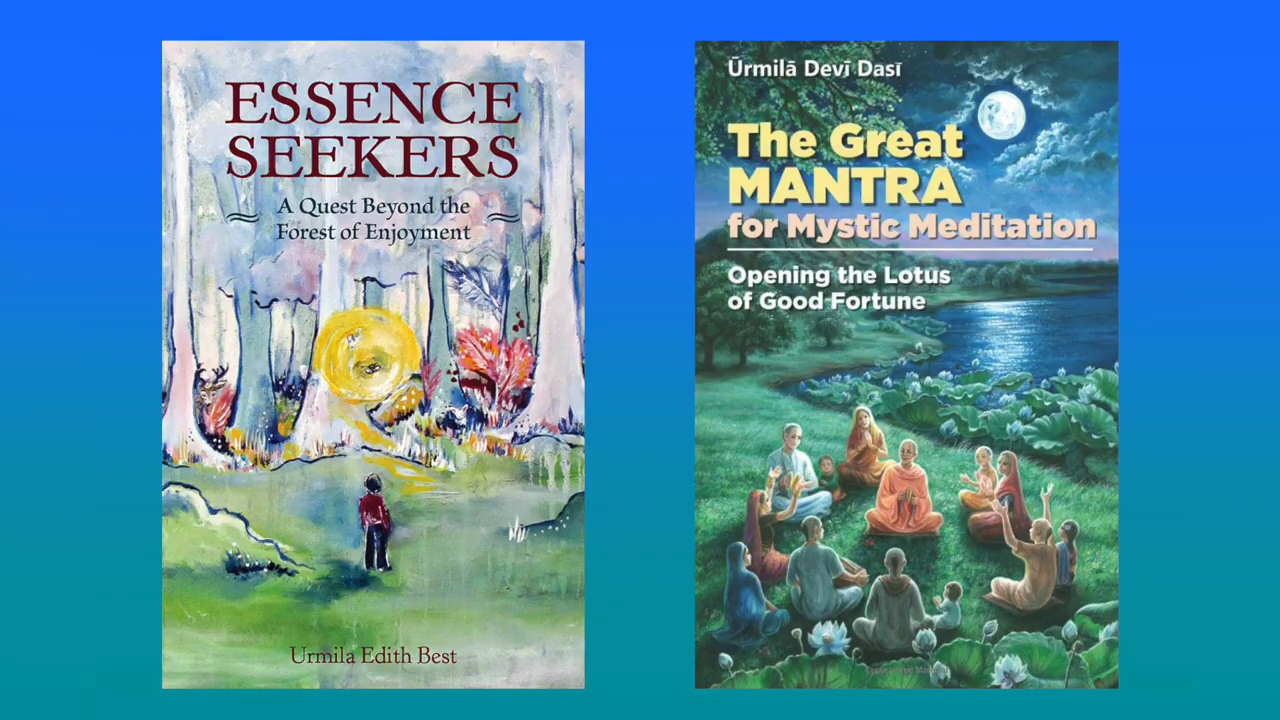 ESSENCE
SEEKERS
A Quest Beyond the
Forest of Enjoyment
Urmila Edith Best
Ūrmilā Devī Dasī
The Great
MANTRA
for Mystic Meditation
Opening the Lotus
of Good Fortune